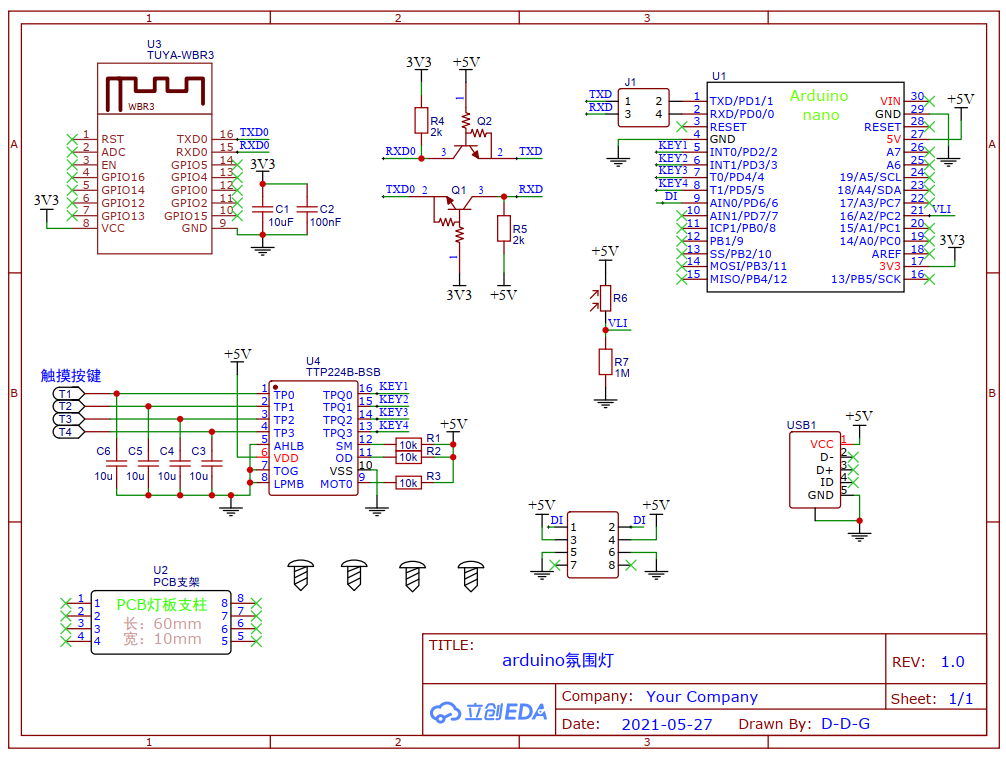 1 2 3
A
B
U3
TUYA-WBR3
WBR3
1 RST TXD0 16 TXD0
2 ADC RXD0 15 RXD0
3 EN GPIO5 14
4 GPIO16 GPIO4 13
5 GPIO14 GPIO0 12
6 GPIO12 GPIO2 11
7 GPIO13 GPIO15 10
8 VCC GND 9
3V3
3V3
C1
10uF
C2
100nF
3V3 +5V
R4
2k
1
Q2
RXD0 3 2 TXD
TXD0 2 Q1 3 RXD
1
R5
2k
3V3 +5V
J1
TXD 1 2
RXD 3 4
U1
Arduino
nano
1 TXD/PD1/1 VIN 30
2 RXD/PD0/0 GND 29
3 RESET RESET 28
4 GND 5V 27
KEY1 5 INT0/PD2/2 A7 26
KEY2 6 INT1/PD3/3 A6 25
KEY3 7 T0/PD4/4 19/A5/SCL 24
KEY4 8 T1/PD5/5 18/A4/SDA 23
DI 9 AIN0/PD6/6 17/A3/PC7 22
10 AIN1/PD7/7 16/A2/PC2 21 VLI
11 ICP1/PB0/8 15/A1/PC1 20
12 PB1/9 14/A0/PC0 19
13 SS/PB2/10 AREF 18
14 MOSI/PB3/11 3V3 17
15 MISO/PB4/12 13/PB5/SCK 16
+5V
3V3
+5V
R6
VLI
R7
1M
触摸按键
T1
T2
T3
T4
C6 C5 C4 C3
10u 10u 10u 10u
+5V
U4
TTP224B-BSB
1 TP0 TPQ0 16 KEY1
2 TP1 TPQ1 15 KEY2
3 TP2 TPQ2 14 KEY3
4 TP3 TPQ3 13 KEY4
5 AHLB SM 12
6 VDD OD 11
7 TOG VSS 10
8 LPMB MOT0 9
+5V
10k R1
10k R2
10k R3
USB1
+5V
VCC 1
D- 2
D+ 3
ID 4
GND 5
+5V +5V
DI 1 2 DI
3 4
5 6
7 8
U2
PCB支架
PCB灯板支柱
长：60mm
宽：10mm
1 1 8 8
2 2 7 7
3 3 6 6
4 4 5 5
TITLE:
arduino氛围灯
REV: 1.0
立创EDA
Company: Your Company
Sheet: 1/1
Date: 2021-05-27 Drawn By: D-D-G
A
B
1 2 3